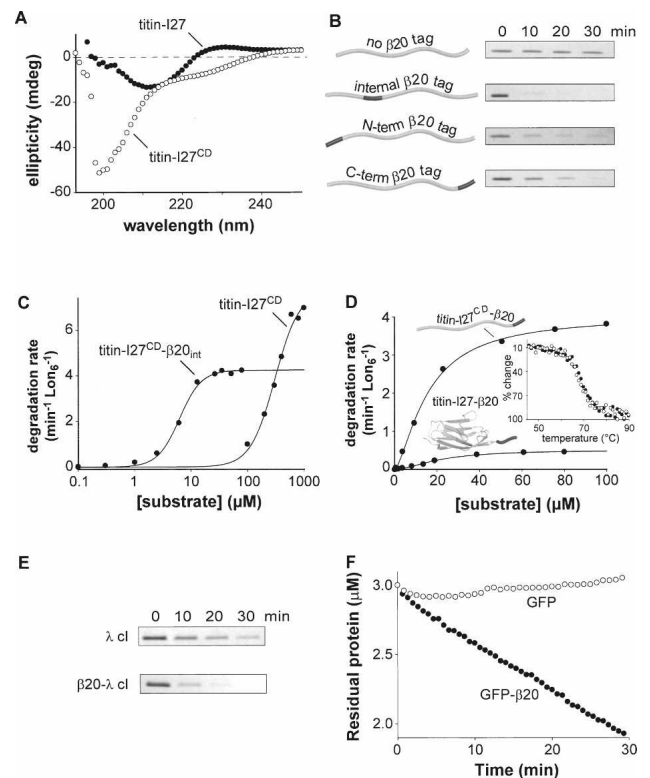 A
titin-I27
0
-20
-40
-60
ellipticity (mdeg)
titin-I27CD
200
220
240
wavelength (nm)
B
0 10 20 30 min
no β20 tag
internal β20 tag
N-term β20 tag
C-term β20 tag
C
titin-I27CD
titin-I27CD-β20int
6
4
2
0
degradation rate
(min-1 Lon6-1)
0.1 1 10 100 1000
[substrate] (µM)
D
titin-I27CD-β20
4
3
2
1
0
degradation rate
(min-1 Lon6-1)
titin-I27-β20
10
100
% change
50 60 70 80 90
temperature (°C)
0 20 40 60 80 100
[substrate] (µM)
E
0 10 20 30 min
λ cI
β20-λ cI
F
3.0
2.5
2.0
Residual protein (µM)
GFP
GFP-β20
0 10 20 30
Time (min)